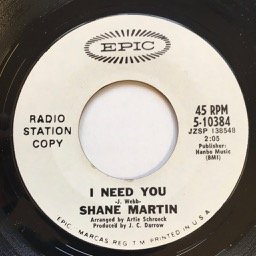 EPIC
RADIO
STATION
COPY
45 RPM
5-10384
JZSP 138548
2:05
Publisher:
Hanbo Music
(BMI)
I NEED YOU
-J. Webb-
SHANE MARTIN
Arranged by Artie Schroeck
Produced by J. C. Darrow
EPIC, MARCAS REG. T.M. PRINTED IN U.S.A.